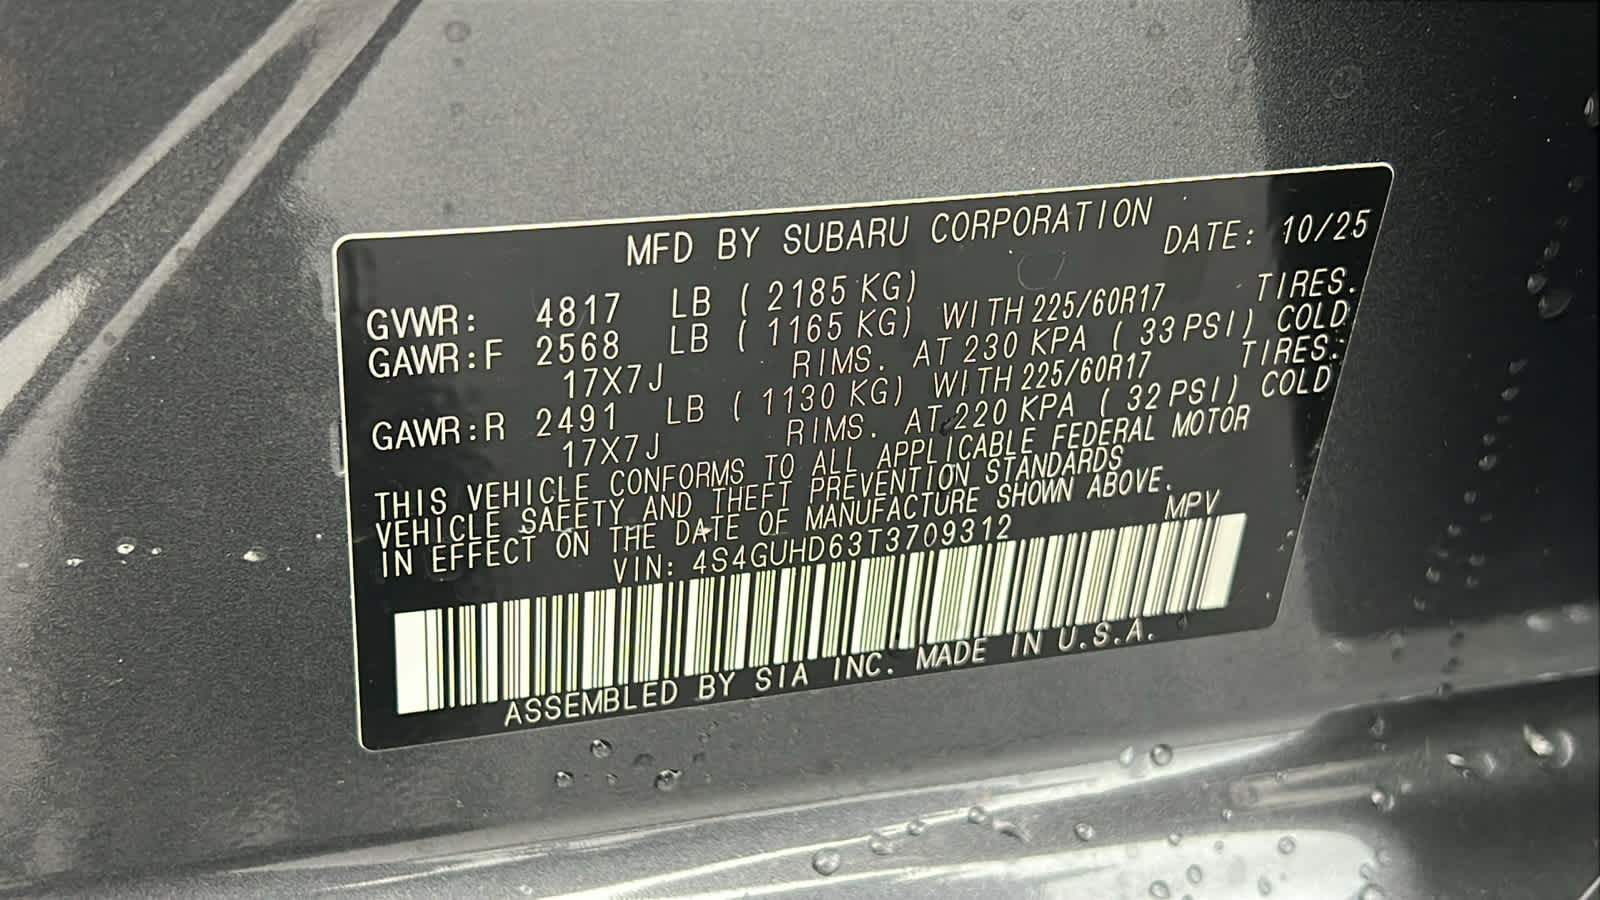 MFD BY SUBARU CORPORATION DATE: 10/25
GVWR: 4817 LB ( 2185 KG)
GAWR:F 2568 LB ( 1165 KG) WITH 225/60R17 TIRES.
17X7J RIMS. AT 230 KPA ( 33 PSI) COLD
GAWR:R 2491 LB ( 1130 KG) WITH 225/60R17 TIRES.
17X7J RIMS. AT 220 KPA ( 32 PSI) COLD
THIS VEHICLE CONFORMS TO ALL APPLICABLE FEDERAL MOTOR
VEHICLE SAFETY AND THEFT PREVENTION STANDARDS
IN EFFECT ON THE DATE OF MANUFACTURE SHOWN ABOVE.
VIN: 4S4GUHD63T3709312 MPV
ASSEMBLED BY SIA INC. MADE IN U.S.A.